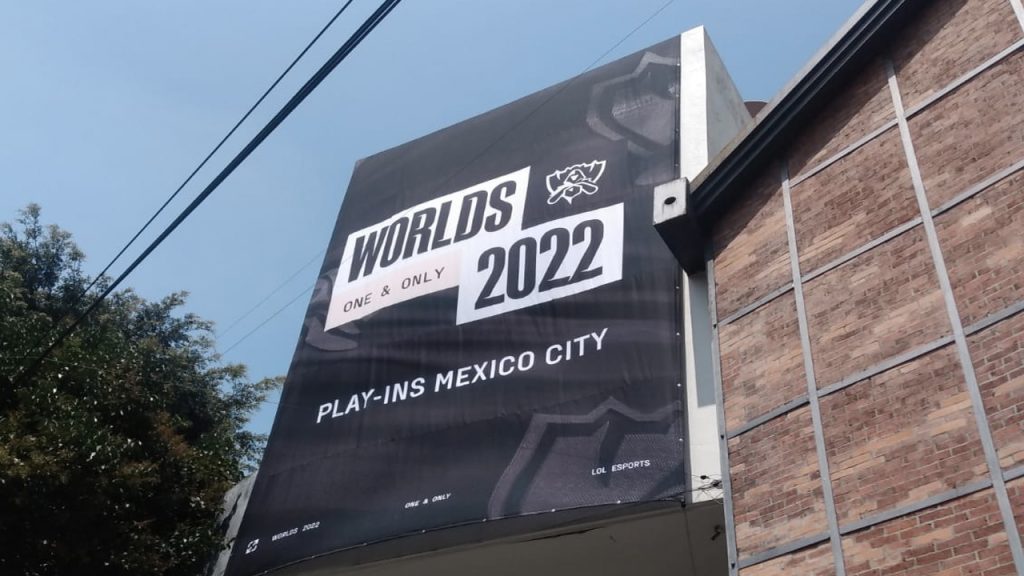 WORLDS
ONE & ONLY
2022
PLAY-INS MEXICO CITY
LOL ESPORTS
ONE & ONLY
WORLDS 2022